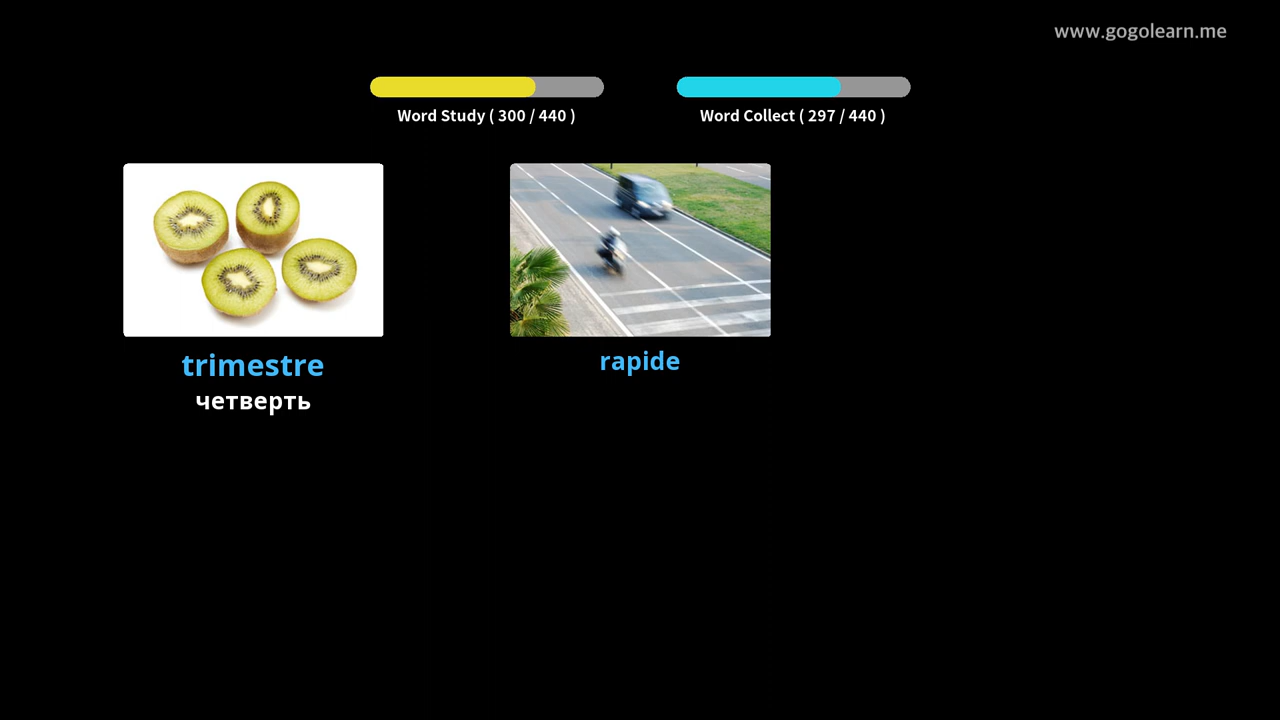 www.gogolearn.me
Word Study ( 300 / 440 )
Word Collect ( 297 / 440 )
trimestre
четверть
rapide